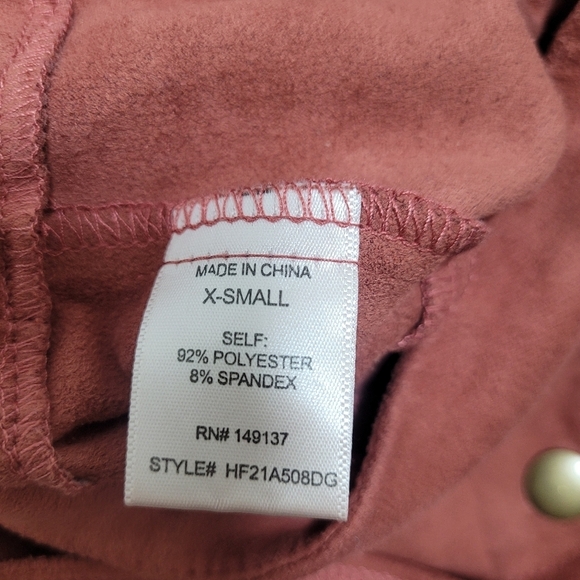 MADE IN CHINA
X-SMALL
SELF:
92% POLYESTER
8% SPANDEX
RN# 149137
STYLE# HF21A508DG